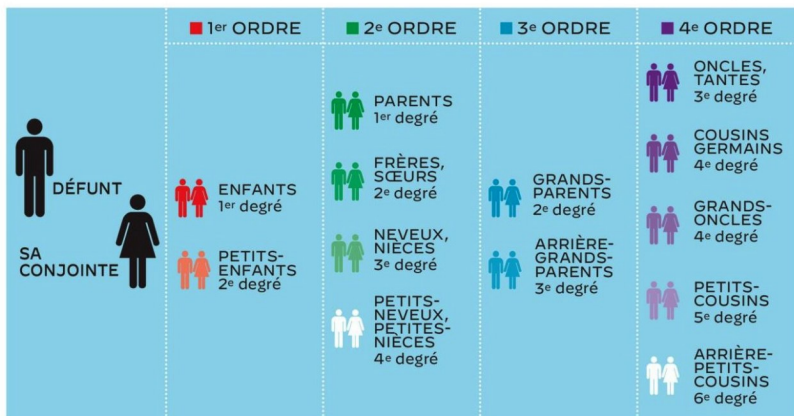 DÉFUNT
SA
CONJOINTE
1er ORDRE
ENFANTS
1er degré
PETITS-
ENFANTS
2e degré
2e ORDRE
PARENTS
1er degré
FRÈRES,
SŒURS
2e degré
NEVEUX,
NIÈCES
3e degré
PETITS-
NEVEUX,
PETITES-
NIÈCES
4e degré
3e ORDRE
GRANDS-
PARENTS
2e degré
ARRIÈRE-
GRANDS-
PARENTS
3e degré
4e ORDRE
ONCLES,
TANTES
3e degré
COUSINS
GERMAINS
4e degré
GRANDS-
ONCLES
4e degré
PETITS-
COUSINS
5e degré
ARRIÈRE-
PETITS-
COUSINS
6e degré